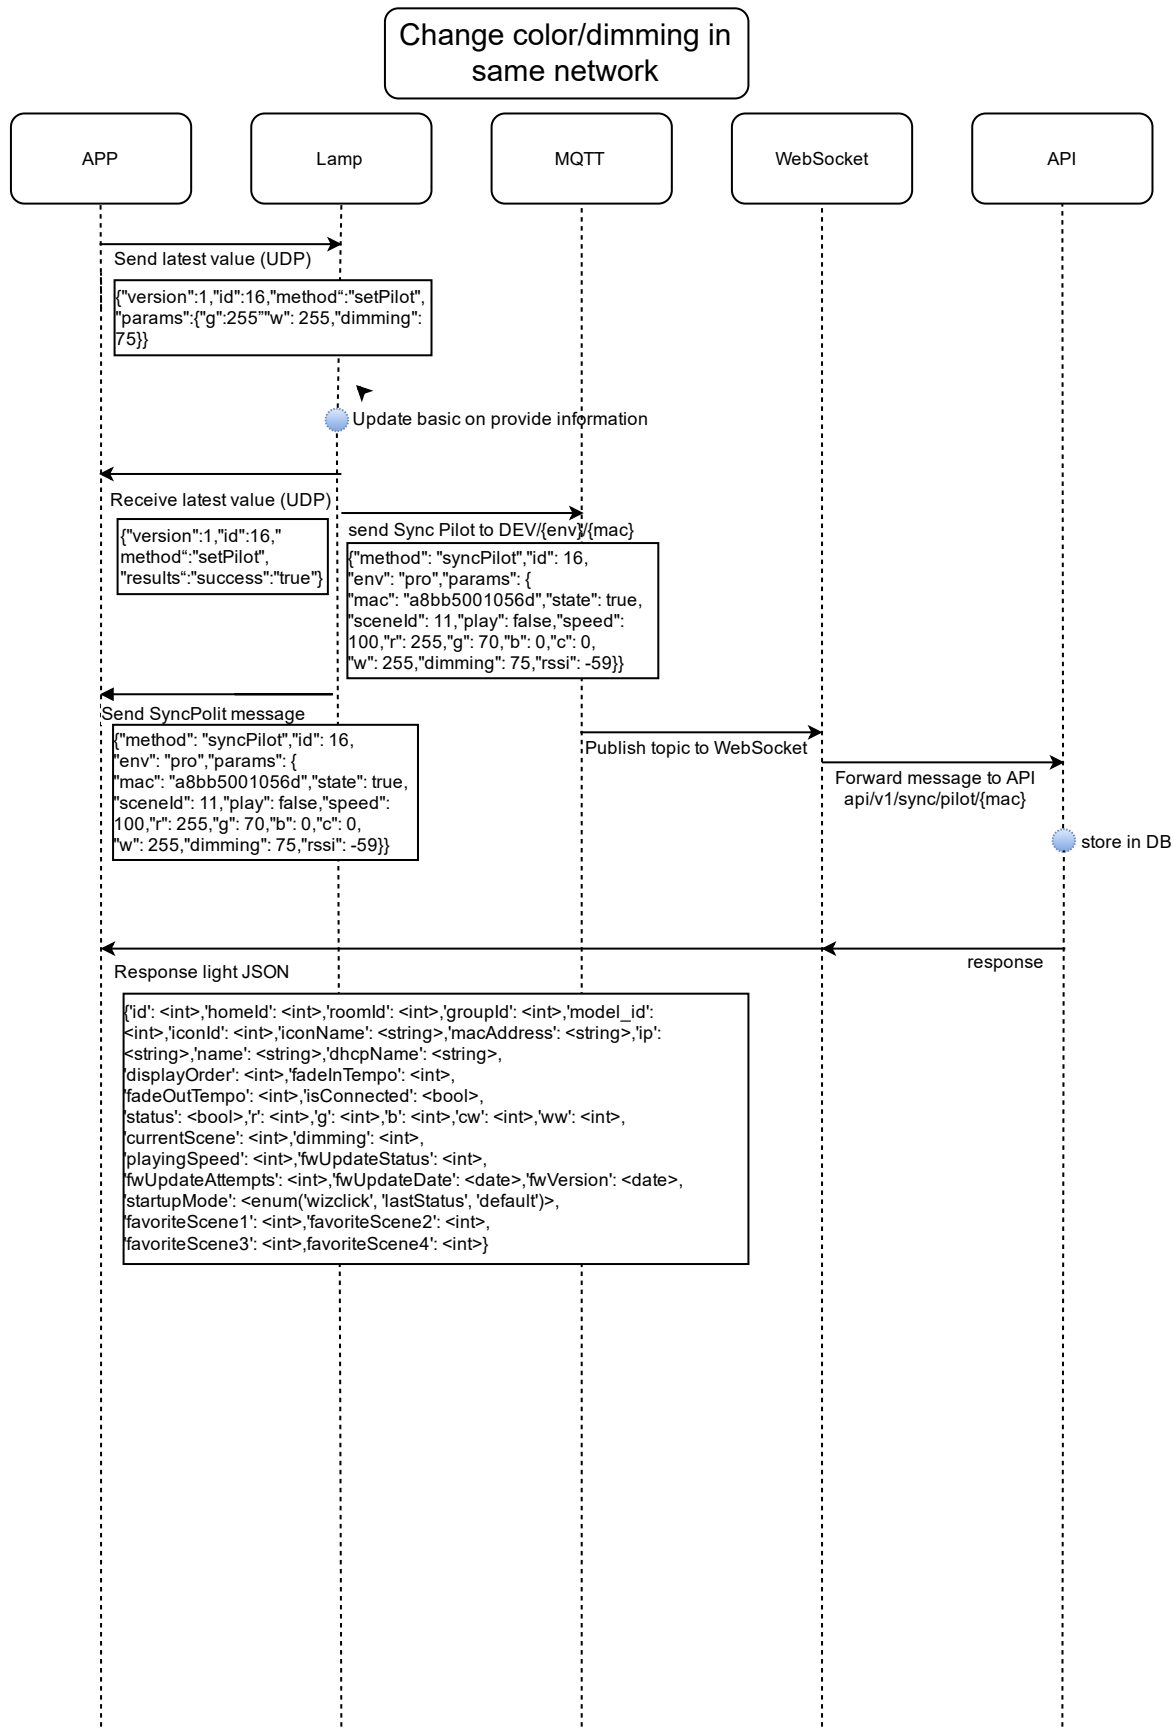 Change color/dimming in
same network
APP
Lamp
MQTT
WebSocket
API
Send latest value (UDP)
{"version":1,"id":16,"method“:"setPilot",
"params":{"g":255”"w": 255,"dimming":
75}}
Update basic on provide information
Receive latest value (UDP)
{"version":1,"id":16,"
method“:"setPilot",
"results“:"success":"true"}
send Sync Pilot to DEV/{env}/{mac}
{"method": "syncPilot","id": 16,
"env": "pro","params": {
"mac": "a8bb5001056d","state": true,
"sceneId": 11,"play": false,"speed":
100,"r": 255,"g": 70,"b": 0,"c": 0,
"w": 255,"dimming": 75,"rssi": -59}}
Send SyncPolit message
{"method": "syncPilot","id": 16,
"env": "pro","params": {
"mac": "a8bb5001056d","state": true,
"sceneId": 11,"play": false,"speed":
100,"r": 255,"g": 70,"b": 0,"c": 0,
"w": 255,"dimming": 75,"rssi": -59}}
Publish topic to WebSocket
Forward message to API
api/v1/sync/pilot/{mac}
store in DB
response
Response light JSON
{'id': <int>,'homeId': <int>,'roomId': <int>,'groupId': <int>,'model_id':
<int>,'iconId': <int>,'iconName': <string>,'macAddress': <string>,'ip':
<string>,'name': <string>,'dhcpName': <string>,
'displayOrder': <int>,'fadeInTempo': <int>,
'fadeOutTempo': <int>,'isConnected': <bool>,
'status': <bool>,'r': <int>,'g': <int>,'b': <int>,'cw': <int>,'ww': <int>,
'currentScene': <int>,'dimming': <int>,
'playingSpeed': <int>,'fwUpdateStatus': <int>,
'fwUpdateAttempts': <int>,'fwUpdateDate': <date>,'fwVersion': <date>,
'startupMode': <enum('wizclick', 'lastStatus', 'default')>,
'favoriteScene1': <int>,'favoriteScene2': <int>,
'favoriteScene3': <int>,favoriteScene4': <int>}